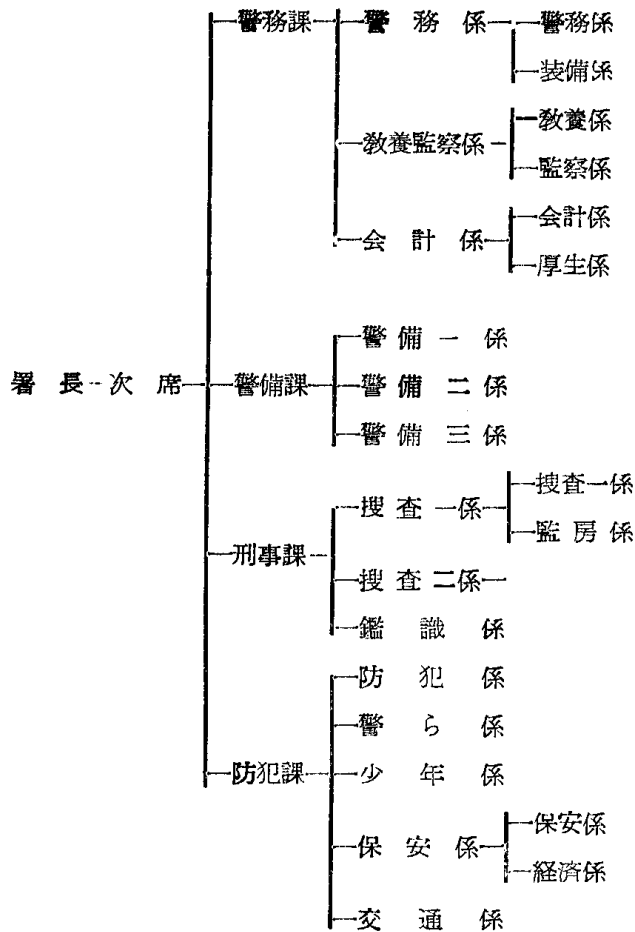 警務課 警務係 警務係
装備係
教養監察係 教養係
監察係
会計係 会計係
厚生係
警備一係
署長 次席 警備課 警備二係
警備三係
捜査一係 捜査一係
監房係
刑事課
捜査二係
鑑識係
防犯係
警ら係
防犯課 少年係
保安係 保安係
経済係
交通係